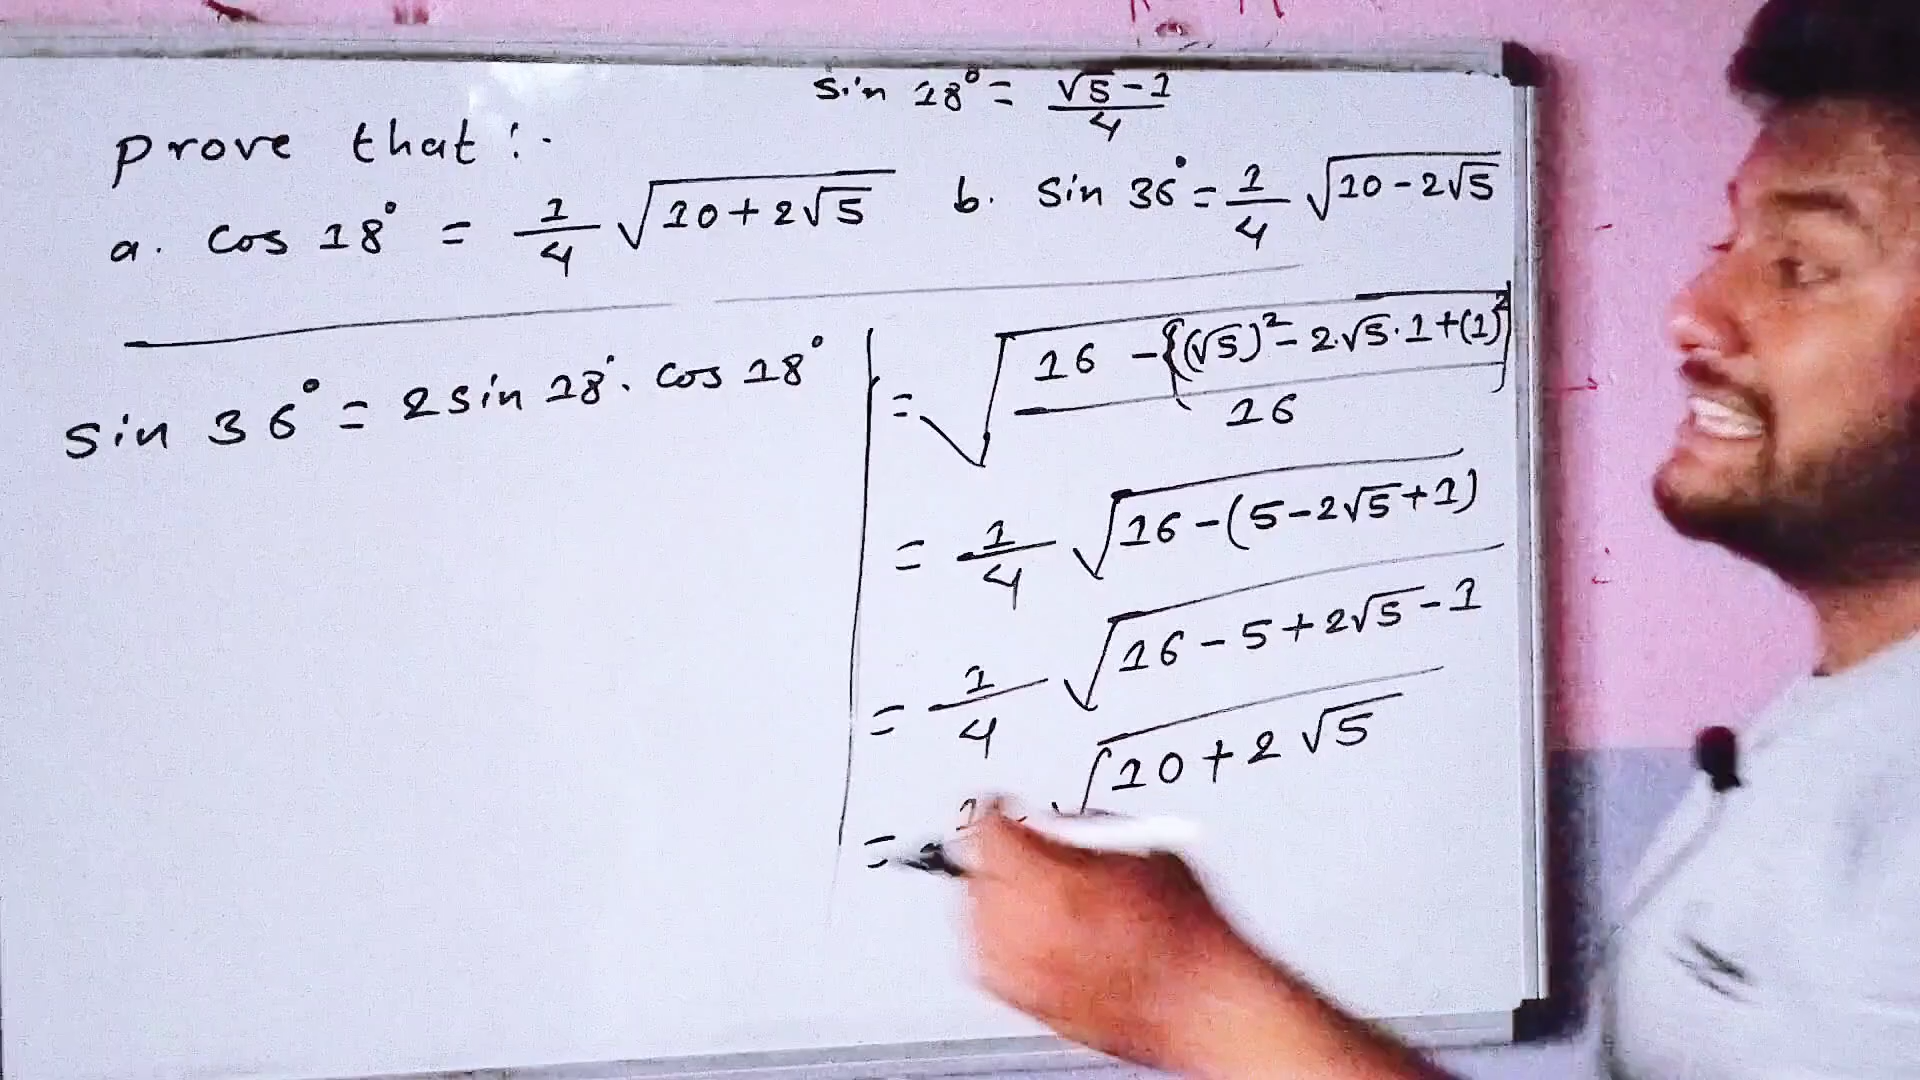 sin 18° = √5-1/4
prove that :-
a. cos 18° = 1/4 √(10+2√5) b. sin 36° = 1/4 √(10-2√5)
sin 36° = 2 sin 18°. cos 18°
= √(16 -{(√5)²- 2.√5.1+(1)²}/16)
= 1/4 √(16-(5-2√5+1)
= 1/4 √(16-5+2√5-1)
= √(10+2√5)